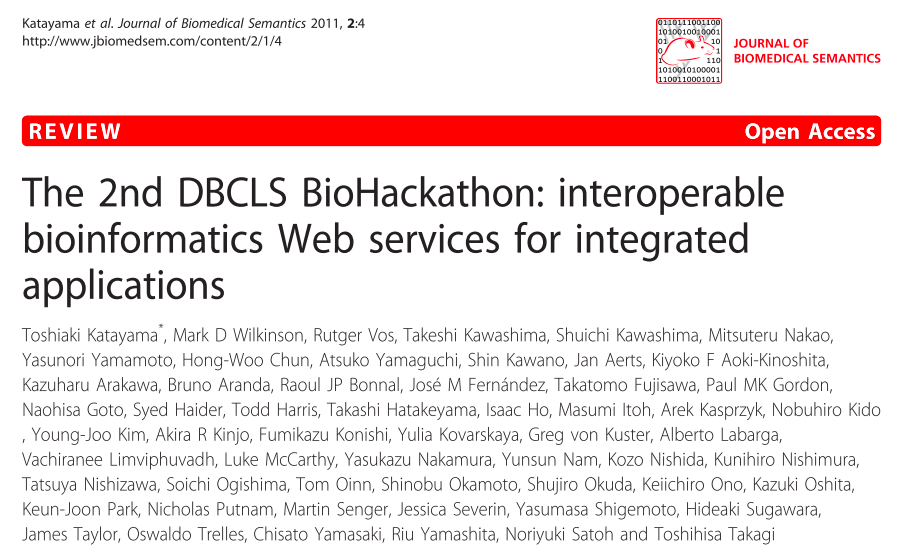 Katayama et al. Journal of Biomedical Semantics 2011, 2:4
http://www.jbiomedsem.com/content/2/1/4
JOURNAL OF
BIOMEDICAL SEMANTICS
REVIEW
Open Access
The 2nd DBCLS BioHackathon: interoperable
bioinformatics Web services for integrated
applications
Toshiaki Katayama*, Mark D Wilkinson, Rutger Vos, Takeshi Kawashima, Shuichi Kawashima, Mitsuteru Nakao,
Yasunori Yamamoto, Hong-Woo Chun, Atsuko Yamaguchi, Shin Kawano, Jan Aerts, Kiyoko F Aoki-Kinoshita,
Kazuharu Arakawa, Bruno Aranda, Raoul JP Bonnal, José M Fernández, Takatomo Fujisawa, Paul MK Gordon,
Naohisa Goto, Syed Haider, Todd Harris, Takashi Hatakeyama, Isaac Ho, Masumi Itoh, Arek Kasprzyk, Nobuhiro Kido
, Young-Joo Kim, Akira R Kinjo, Fumikazu Konishi, Yulia Kovarskaya, Greg von Kuster, Alberto Labarga,
Vachiranee Limviphuvadh, Luke McCarthy, Yasukazu Nakamura, Yunsun Nam, Kozo Nishida, Kunihiro Nishimura,
Tatsuya Nishizawa, Soichi Ogishima, Tom Oinn, Shinobu Okamoto, Shujiro Okuda, Keiichiro Ono, Kazuki Oshita,
Keun-Joon Park, Nicholas Putnam, Martin Senger, Jessica Severin, Yasumasa Shigemoto, Hideaki Sugawara,
James Taylor, Oswaldo Trelles, Chisato Yamasaki, Riu Yamashita, Noriyuki Satoh and Toshihisa Takagi